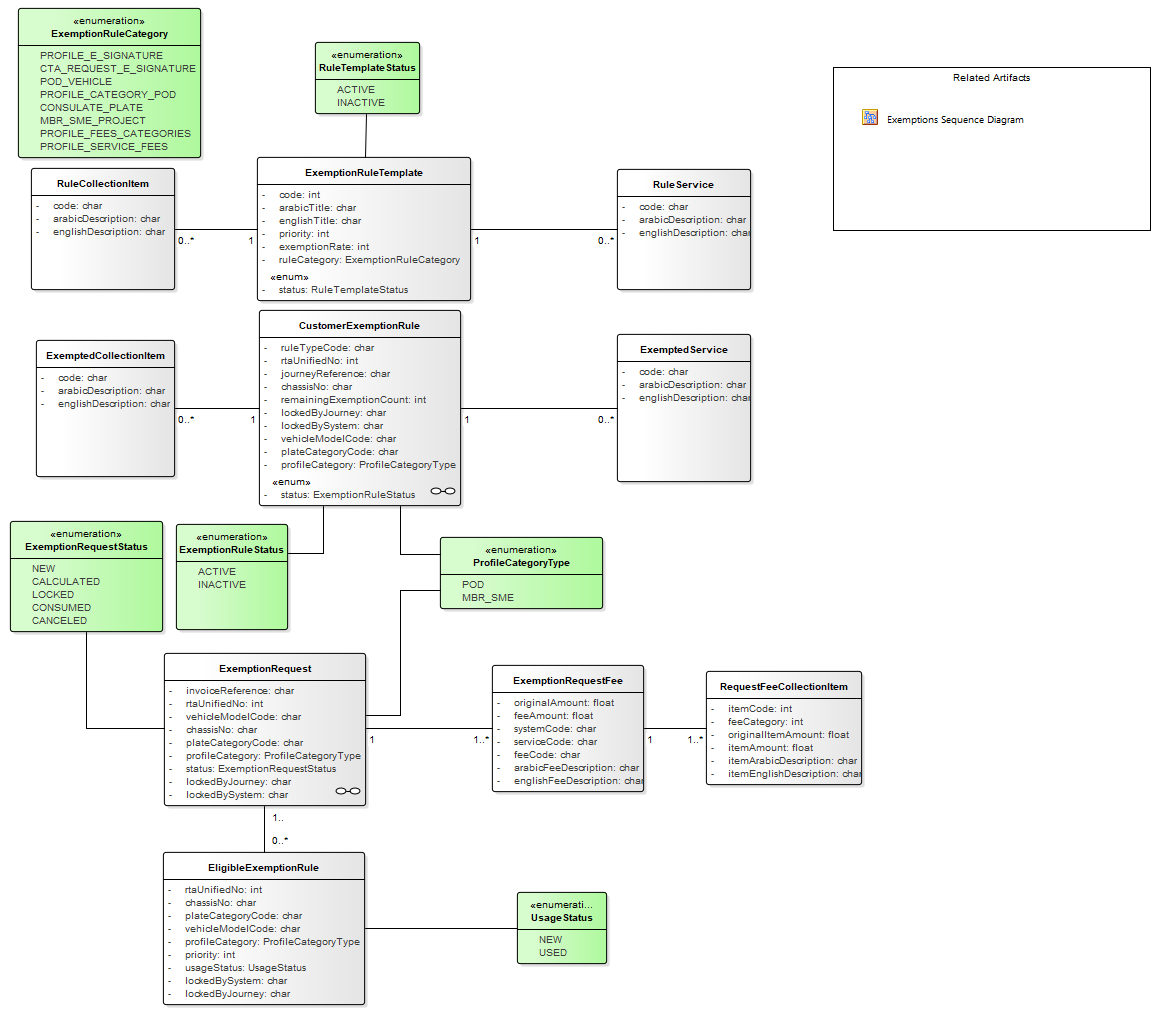 «enumeration»
ExemptionRuleCategory
PROFILE_E_SIGNATURE
CTA_REQUEST_E_SIGNATURE
POD_VEHICLE
PROFILE_CATEGORY_POD
CONSULATE_PLATE
MBR_SME_PROJECT
PROFILE_FEES_CATEGORIES
PROFILE_SERVICE_FEES
«enumeration»
RuleTemplateStatus
ACTIVE
INACTIVE
Related Artifacts
Exemptions Sequence Diagram
RuleCollectionItem
- code: char
- arabicDescription: char
- englishDescription: char
0..*
1
ExemptionRuleTemplate
- code: int
- arabicTitle: char
- englishTitle: char
- priority: int
- exemptionRate: int
- ruleCategory: ExemptionRuleCategory
«enum»
- status: RuleTemplateStatus
1
0..*
RuleService
- code: char
- arabicDescription: char
- englishDescription: char
ExemptedCollectionItem
- code: char
- arabicDescription: char
- englishDescription: char
0..*
1
CustomerExemptionRule
- ruleTypeCode: char
- rtaUnifiedNo: int
- journeyReference: char
- chassisNo: char
- remainingExemptionCount: int
- lockedByJourney: char
- lockedBySystem: char
- vehicleModelCode: char
- plateCategoryCode: char
- profileCategory: ProfileCategoryType
«enum»
- status: ExemptionRuleStatus
1
0..*
ExemptedService
- code: char
- arabicDescription: char
- englishDescription: char
«enumeration»
ExemptionRequestStatus
NEW
CALCULATED
LOCKED
CONSUMED
CANCELED
«enumeration»
ExemptionRuleStatus
ACTIVE
INACTIVE
«enumeration»
ProfileCategoryType
POD
MBR_SME
ExemptionRequest
- invoiceReference: char
- rtaUnifiedNo: int
- vehicleModelCode: char
- chassisNo: char
- plateCategoryCode: char
- profileCategory: ProfileCategoryType
- status: ExemptionRequestStatus
- lockedByJourney: char
- lockedBySystem: char
1
1..*
ExemptionRequestFee
- originalAmount: float
- feeAmount: float
- systemCode: char
- serviceCode: char
- feeCode: char
- arabicFeeDescription: char
- englishFeeDescription: char
1
1..*
RequestFeeCollectionItem
- itemCode: int
- feeCategory: int
- originalItemAmount: float
- itemAmount: float
- itemArabicDescription: char
- itemEnglishDescription: char
1..
0..*
EligibleExemptionRule
- rtaUnifiedNo: int
- chassisNo: char
- plateCategoryCode: char
- vehicleModelCode: char
- profileCategory: ProfileCategoryType
- priority: int
- usageStatus: UsageStatus
- lockedBySystem: char
- lockedByJourney: char
«enumerati...
UsageStatus
NEW
USED